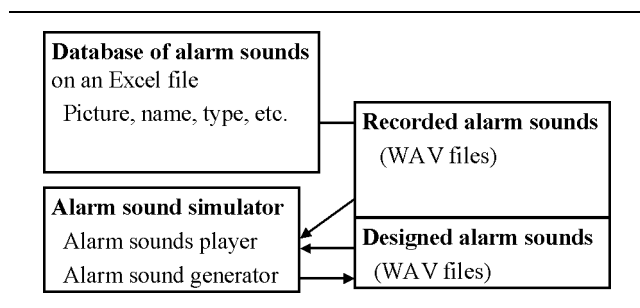 Database of alarm sounds
on an Excel file
Picture, name, type, etc.
Recorded alarm sounds
(WAV files)
Alarm sound simulator
Alarm sounds player
Alarm sound generator
Designed alarm sounds
(WAV files)